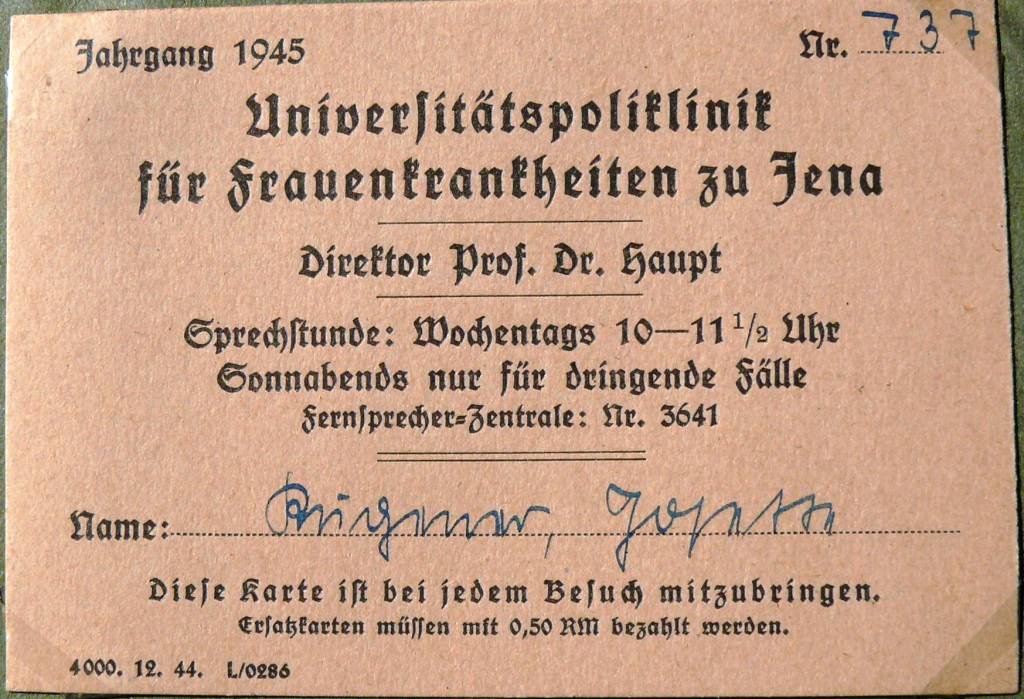 Jahrgang 1945
Nr. 737
Universitätspoliklinik
für Frauenkrankheiten zu Jena
Direktor Prof. Dr. Haupt
Sprechstunde: Wochentags 10—11 1/2 Uhr
Sonnabends nur für dringende Fälle
Fernsprecher-Zentrale: Nr. 3641
Name: Josette
Diese Karte ist bei jedem Besuch mitzubringen.
Ersatzkarten müssen mit 0,50 RM bezahlt werden.
4000. 12. 44. L/0286